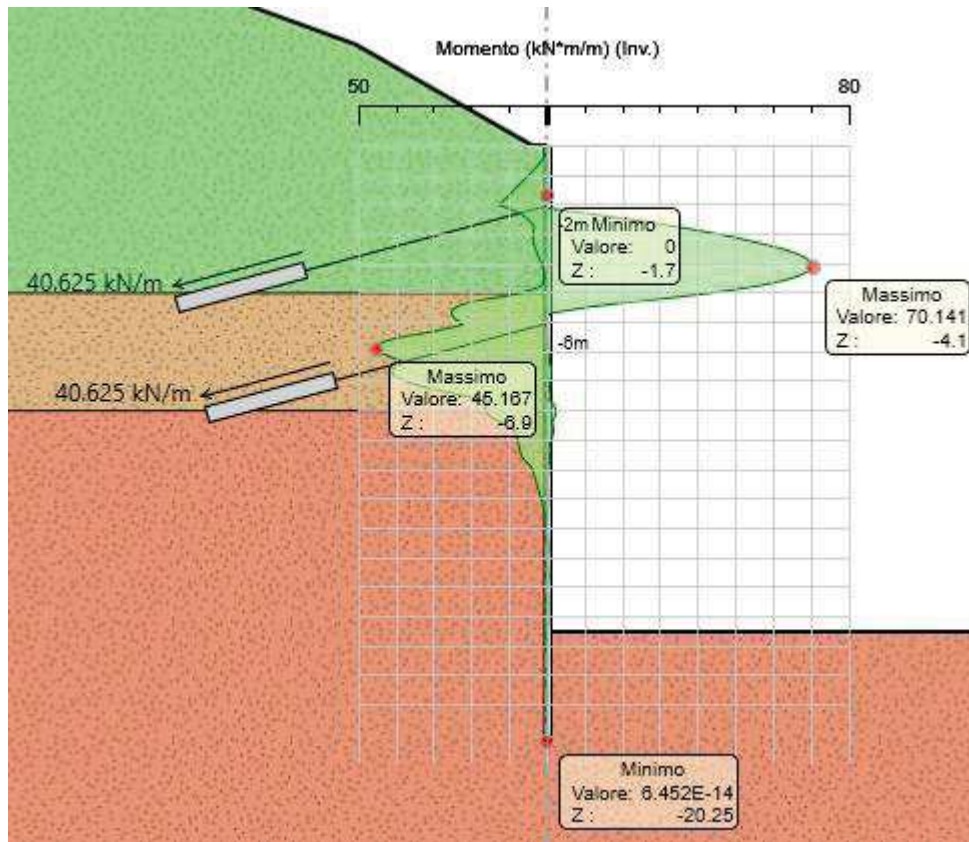 Momento (kN*m/m) (Inv.)
50
80
-2m
Minimo
Valore: 0
Z : -1.7
40.625 kN/m
Massimo
Valore: 70.141
Z : -4.1
-6m
40.625 kN/m
Massimo
Valore: 45.167
Z : -6.9
Minimo
Valore: 6.452E-14
Z : -20.25